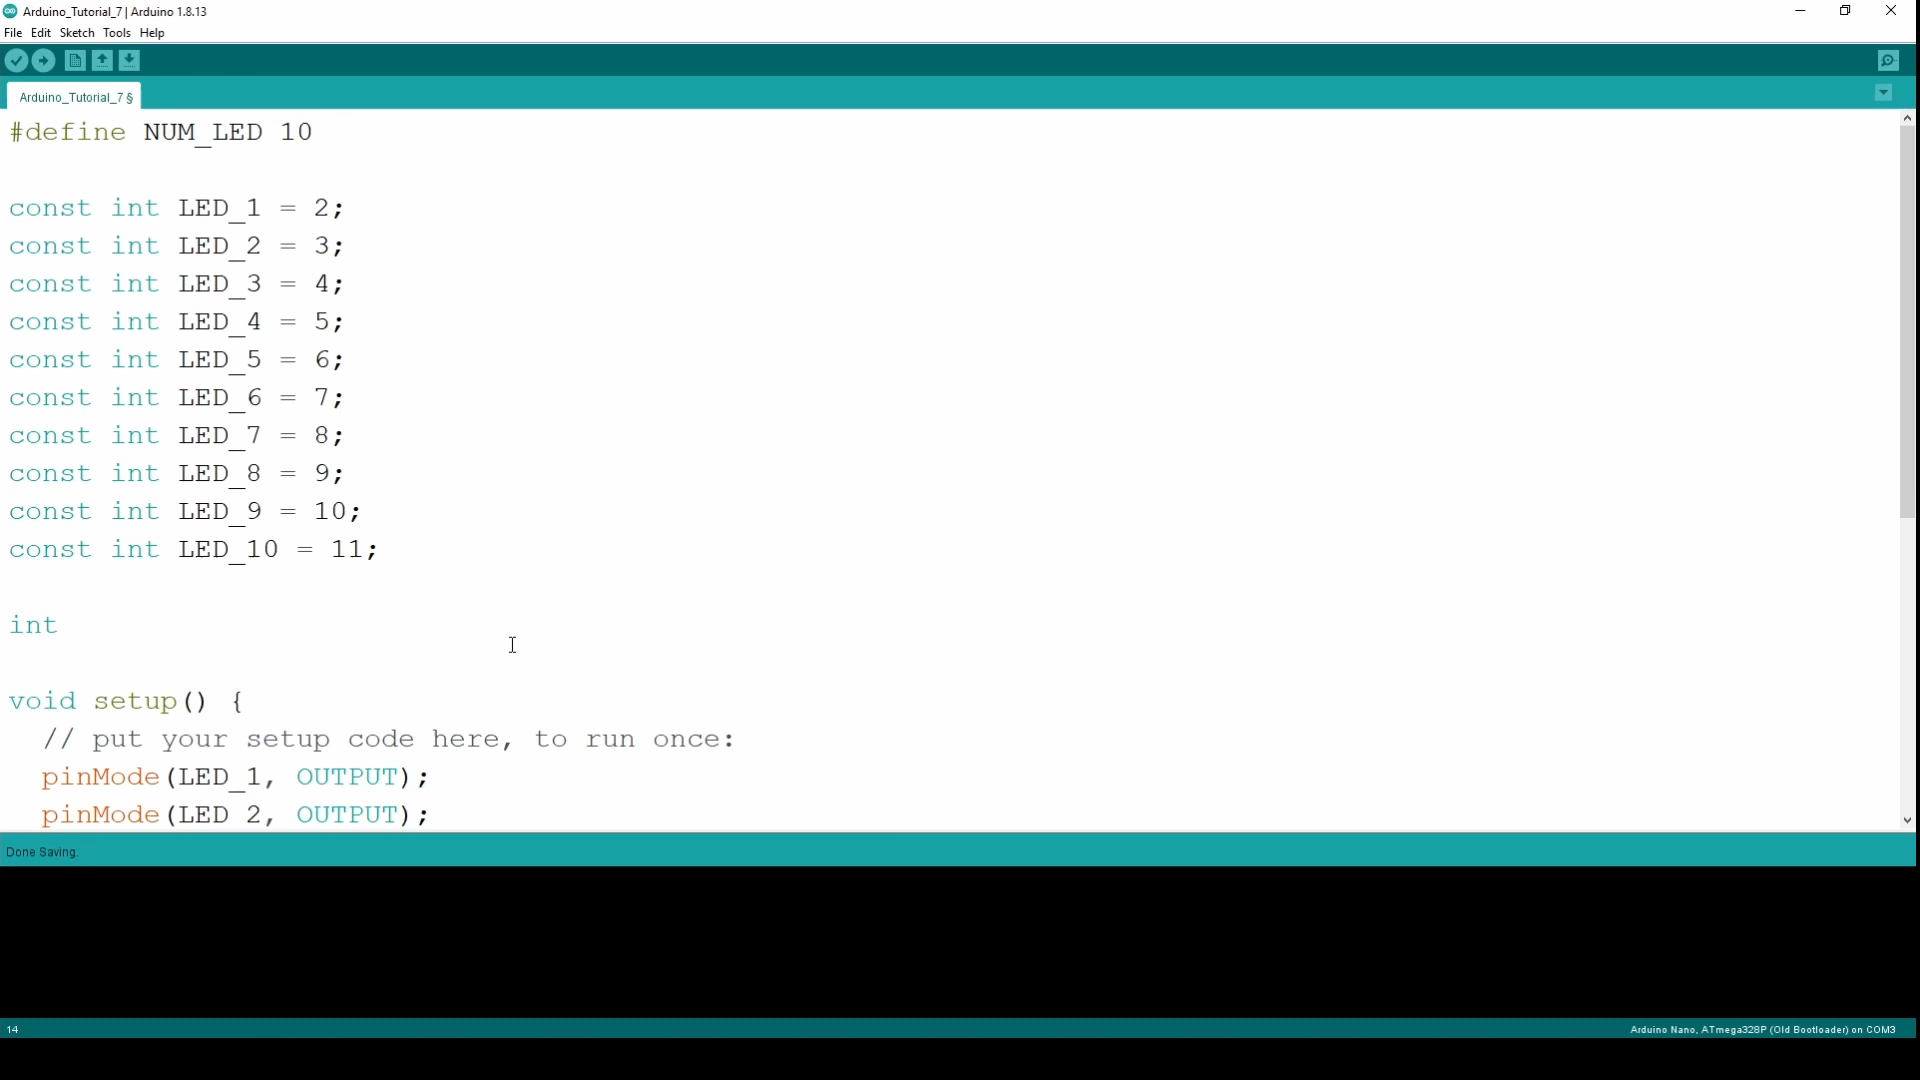 Arduino_Tutorial_7 | Arduino 1.8.13
File Edit Sketch Tools Help
Arduino_Tutorial_7 §
#define NUM_LED 10
const int LED_1 = 2;
const int LED_2 = 3;
const int LED_3 = 4;
const int LED_4 = 5;
const int LED_5 = 6;
const int LED_6 = 7;
const int LED_7 = 8;
const int LED_8 = 9;
const int LED_9 = 10;
const int LED_10 = 11;
int
void setup() {
// put your setup code here, to run once:
pinMode(LED_1, OUTPUT);
pinMode(LED 2, OUTPUT);
Done Saving.
14
Arduino Nano, ATmega328P (Old Bootloader) on COM3